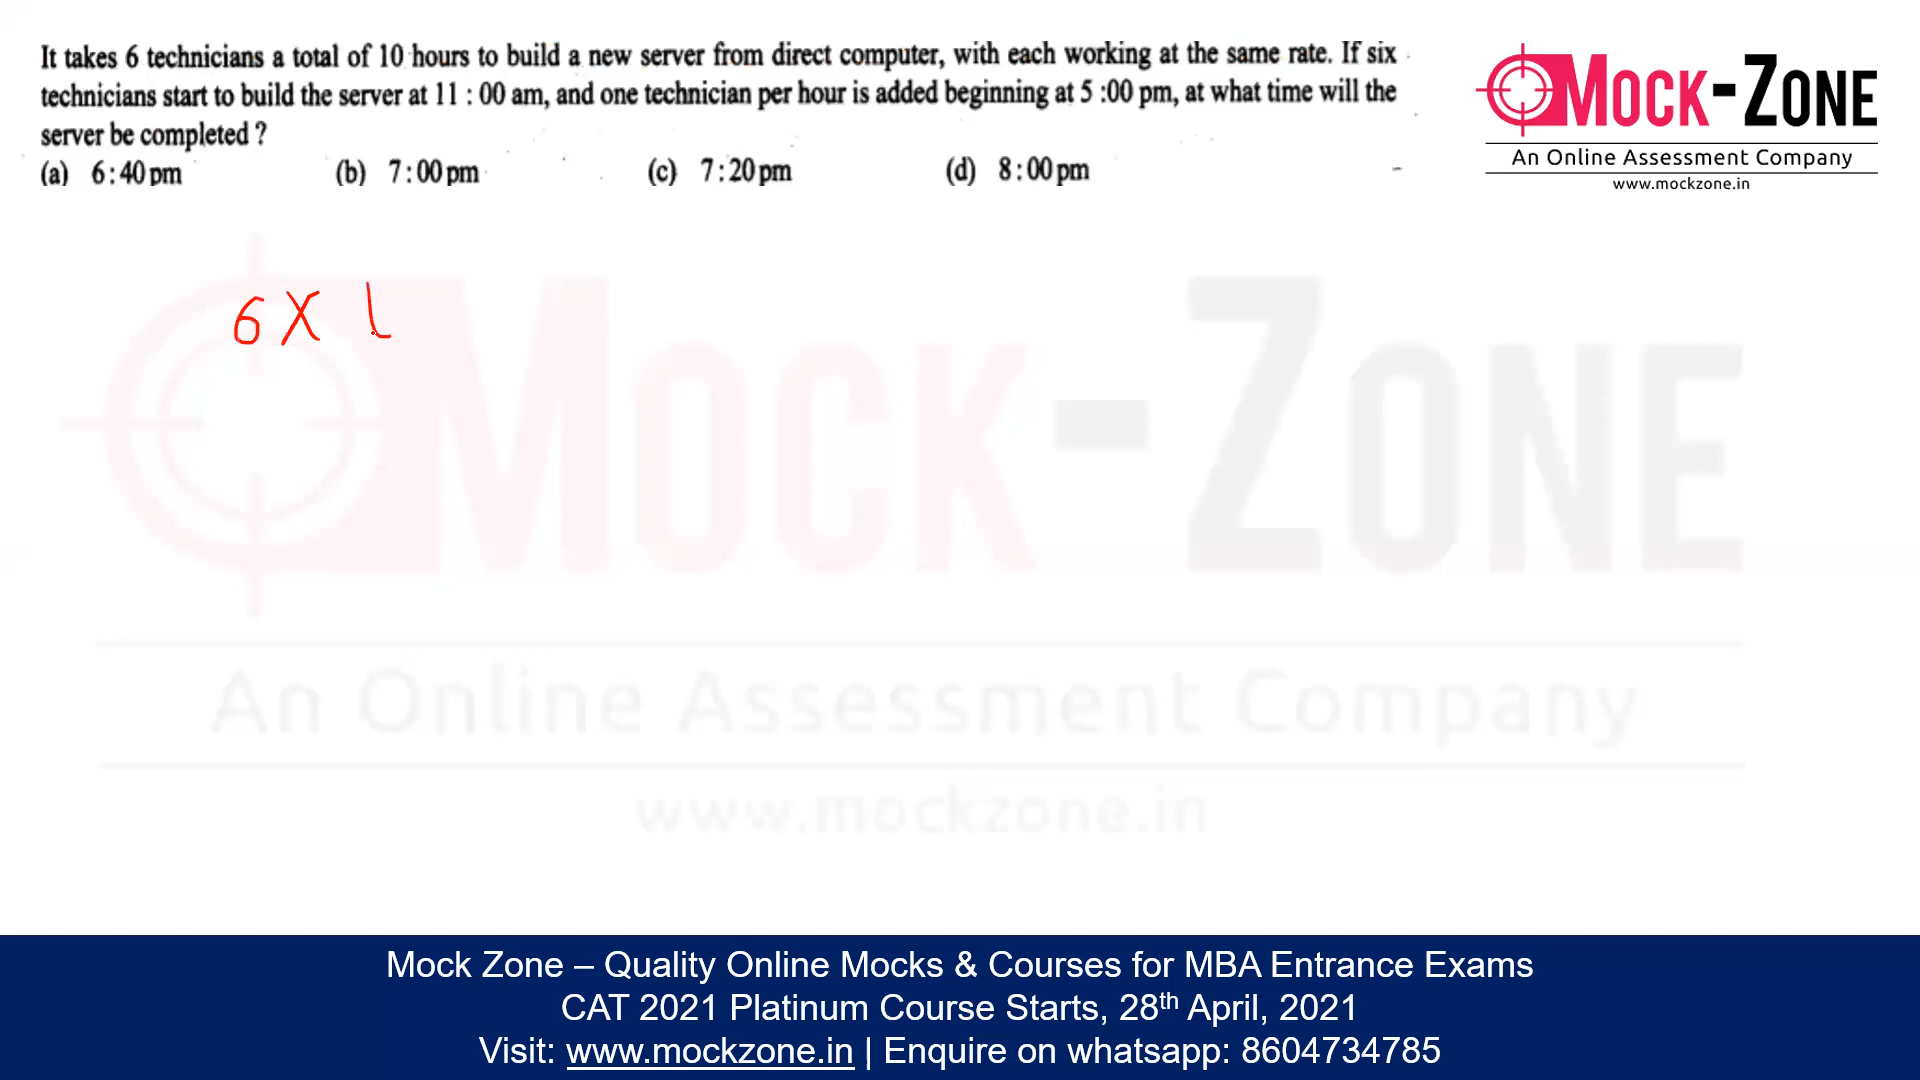 It takes 6 technicians a total of 10 hours to build a new server from direct computer, with each working at the same rate. If six
technicians start to build the server at 11 : 00 am, and one technician per hour is added beginning at 5 :00 pm, at what time will the
server be completed ?
(a) 6:40 pm (b) 7:00 pm (c) 7:20 pm (d) 8:00 pm
MOCK-ZONE
An Online Assessment Company
www.mockzone.in
6 X
MOCK-ZONE
An Online Assessment Company
www.mockzone.in
Mock Zone – Quality Online Mocks & Courses for MBA Entrance Exams
CAT 2021 Platinum Course Starts, 28th April, 2021
Visit: www.mockzone.in | Enquire on whatsapp: 8604734785